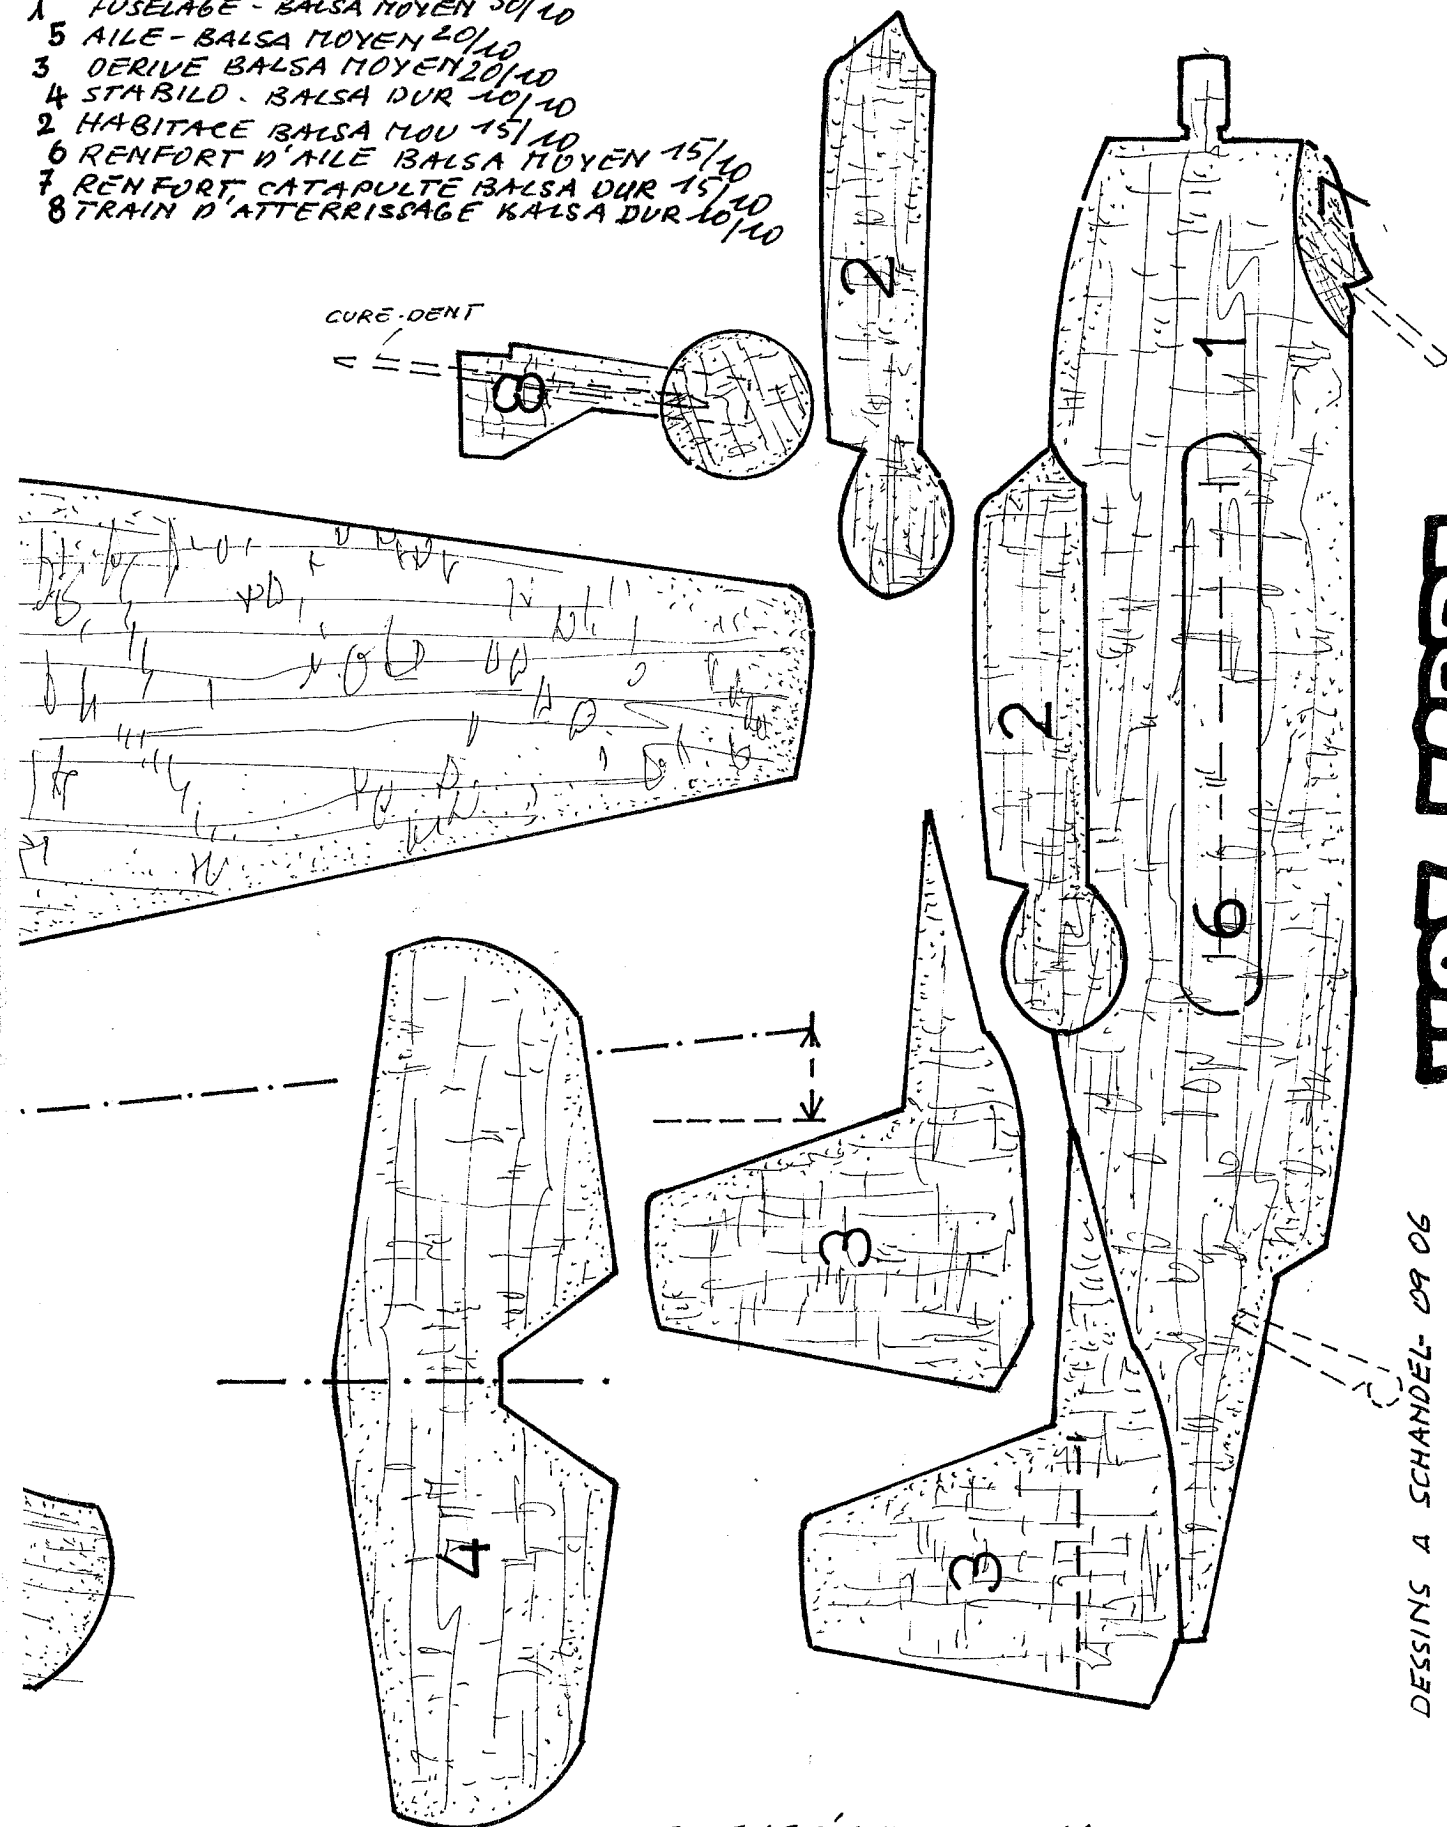 1 FUSELAGE - BALSA MOYEN 30/10
5 AILE - BALSA MOYEN 20/10
3 DERIVE BALSA MOYEN 20/10
4 STABILO. BALSA DUR 10/10
2 HABITACE BALSA MOU 15/10
6 RENFORT D'AILE BALSA MOYEN 15/10
7 RENFORT CATAPULTE BALSA DUR 15/10
8 TRAIN D'ATTERRISSAGE BALSA DUR 10/10
CURE-DENT
8
2
1
7
2
6
3
3
4
DESSINS A SCHANDEL- 09 06